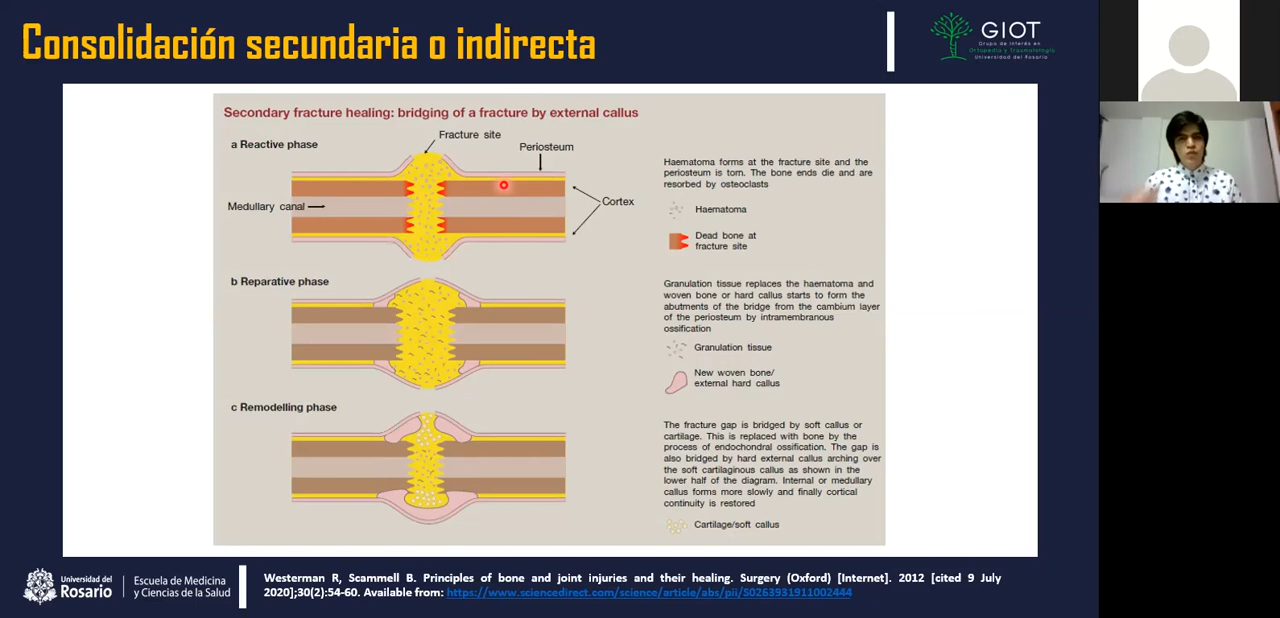 Consolidación secundaria o indirecta
GIOT
Grupo de Interés en
Ortopedia y Traumatología
Universidad del Rosario
Secondary fracture healing: bridging of a fracture by external callus
Fracture site
a Reactive phase
Periosteum
Medullary canal
Cortex
Haematoma forms at the fracture site and the
periosteum is torn. The bone ends die and are
resorbed by osteoclasts
Haematoma
Dead bone at
fracture site
b Reparative phase
Granulation tissue replaces the haematoma and
woven bone or hard callus starts to form the
abutments of the bridge from the cambium layer
of the periosteum by intramembranous
ossification
Granulation tissue
New woven bone/
external hard callus
c Remodelling phase
The fracture gap is bridged by soft callus or
cartilage. This is replaced with bone by the
process of endochondral ossification. The gap is
also bridged by hard external callus arching over
the soft cartilaginous callus as shown in the
lower half of the diagram. Internal or medullary
callus forms more slowly and finally cortical
continuity is restored
Cartilage/soft callus
Universidad del
Rosario
Escuela de Medicina
y Ciencias de la Salud
Westerman R, Scammell B. Principles of bone and joint injuries and their healing. Surgery (Oxford) [Internet]. 2012 [cited 9 July
2020];30(2):54-60. Available from: https://www.sciencedirect.com/science/article/abs/pii/S0263931911002444